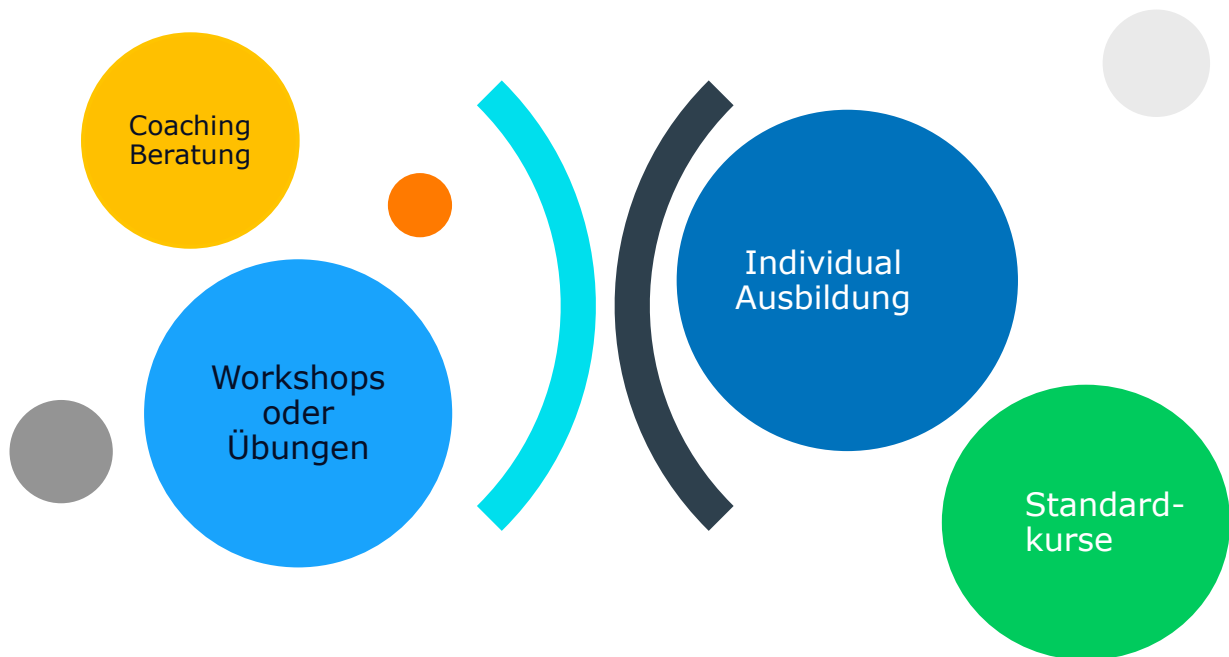 Coaching
Beratung
Workshops
oder
Übungen
Individual
Ausbildung
Standard-
kurse